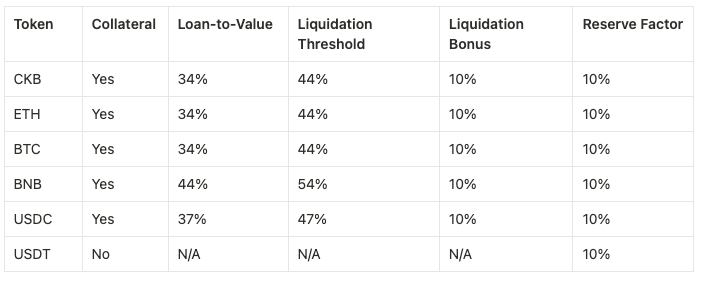 Token Collateral Loan-to-Value Liquidation Threshold Liquidation Bonus Reserve Factor
CKB Yes 34% 44% 10% 10%
ETH Yes 34% 44% 10% 10%
BTC Yes 34% 44% 10% 10%
BNB Yes 44% 54% 10% 10%
USDC Yes 37% 47% 10% 10%
USDT No N/A N/A N/A 10%